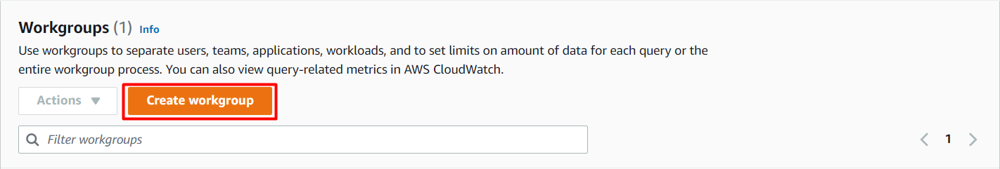 Workgroups (1) Info
Use workgroups to separate users, teams, applications, workloads, and to set limits on amount of data for each query or the
entire workgroup process. You can also view query-related metrics in AWS CloudWatch.
Actions Create workgroup
Filter workgroups 1